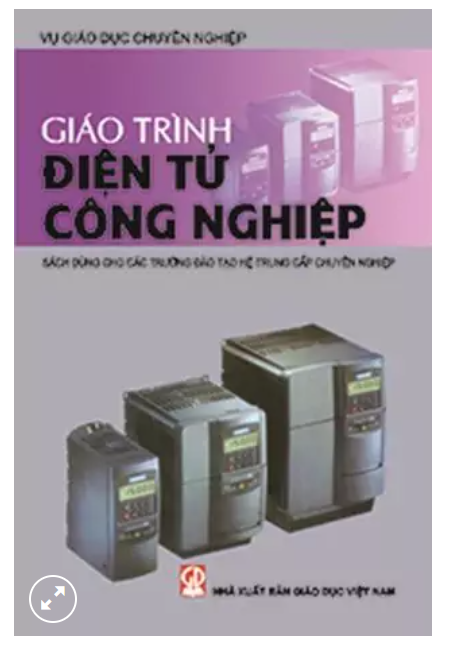 VỤ GIÁO DỤC CHUYÊN NGHIỆP
GIÁO TRÌNH
ĐIỆN TỬ
CÔNG NGHIỆP
SÁCH DÙNG CHO CÁC TRƯỜNG ĐÀO TẠO HỆ TRUNG CẤP CHUYÊN NGHIỆP
NHÀ XUẤT BẢN GIÁO DỤC VIỆT NAM